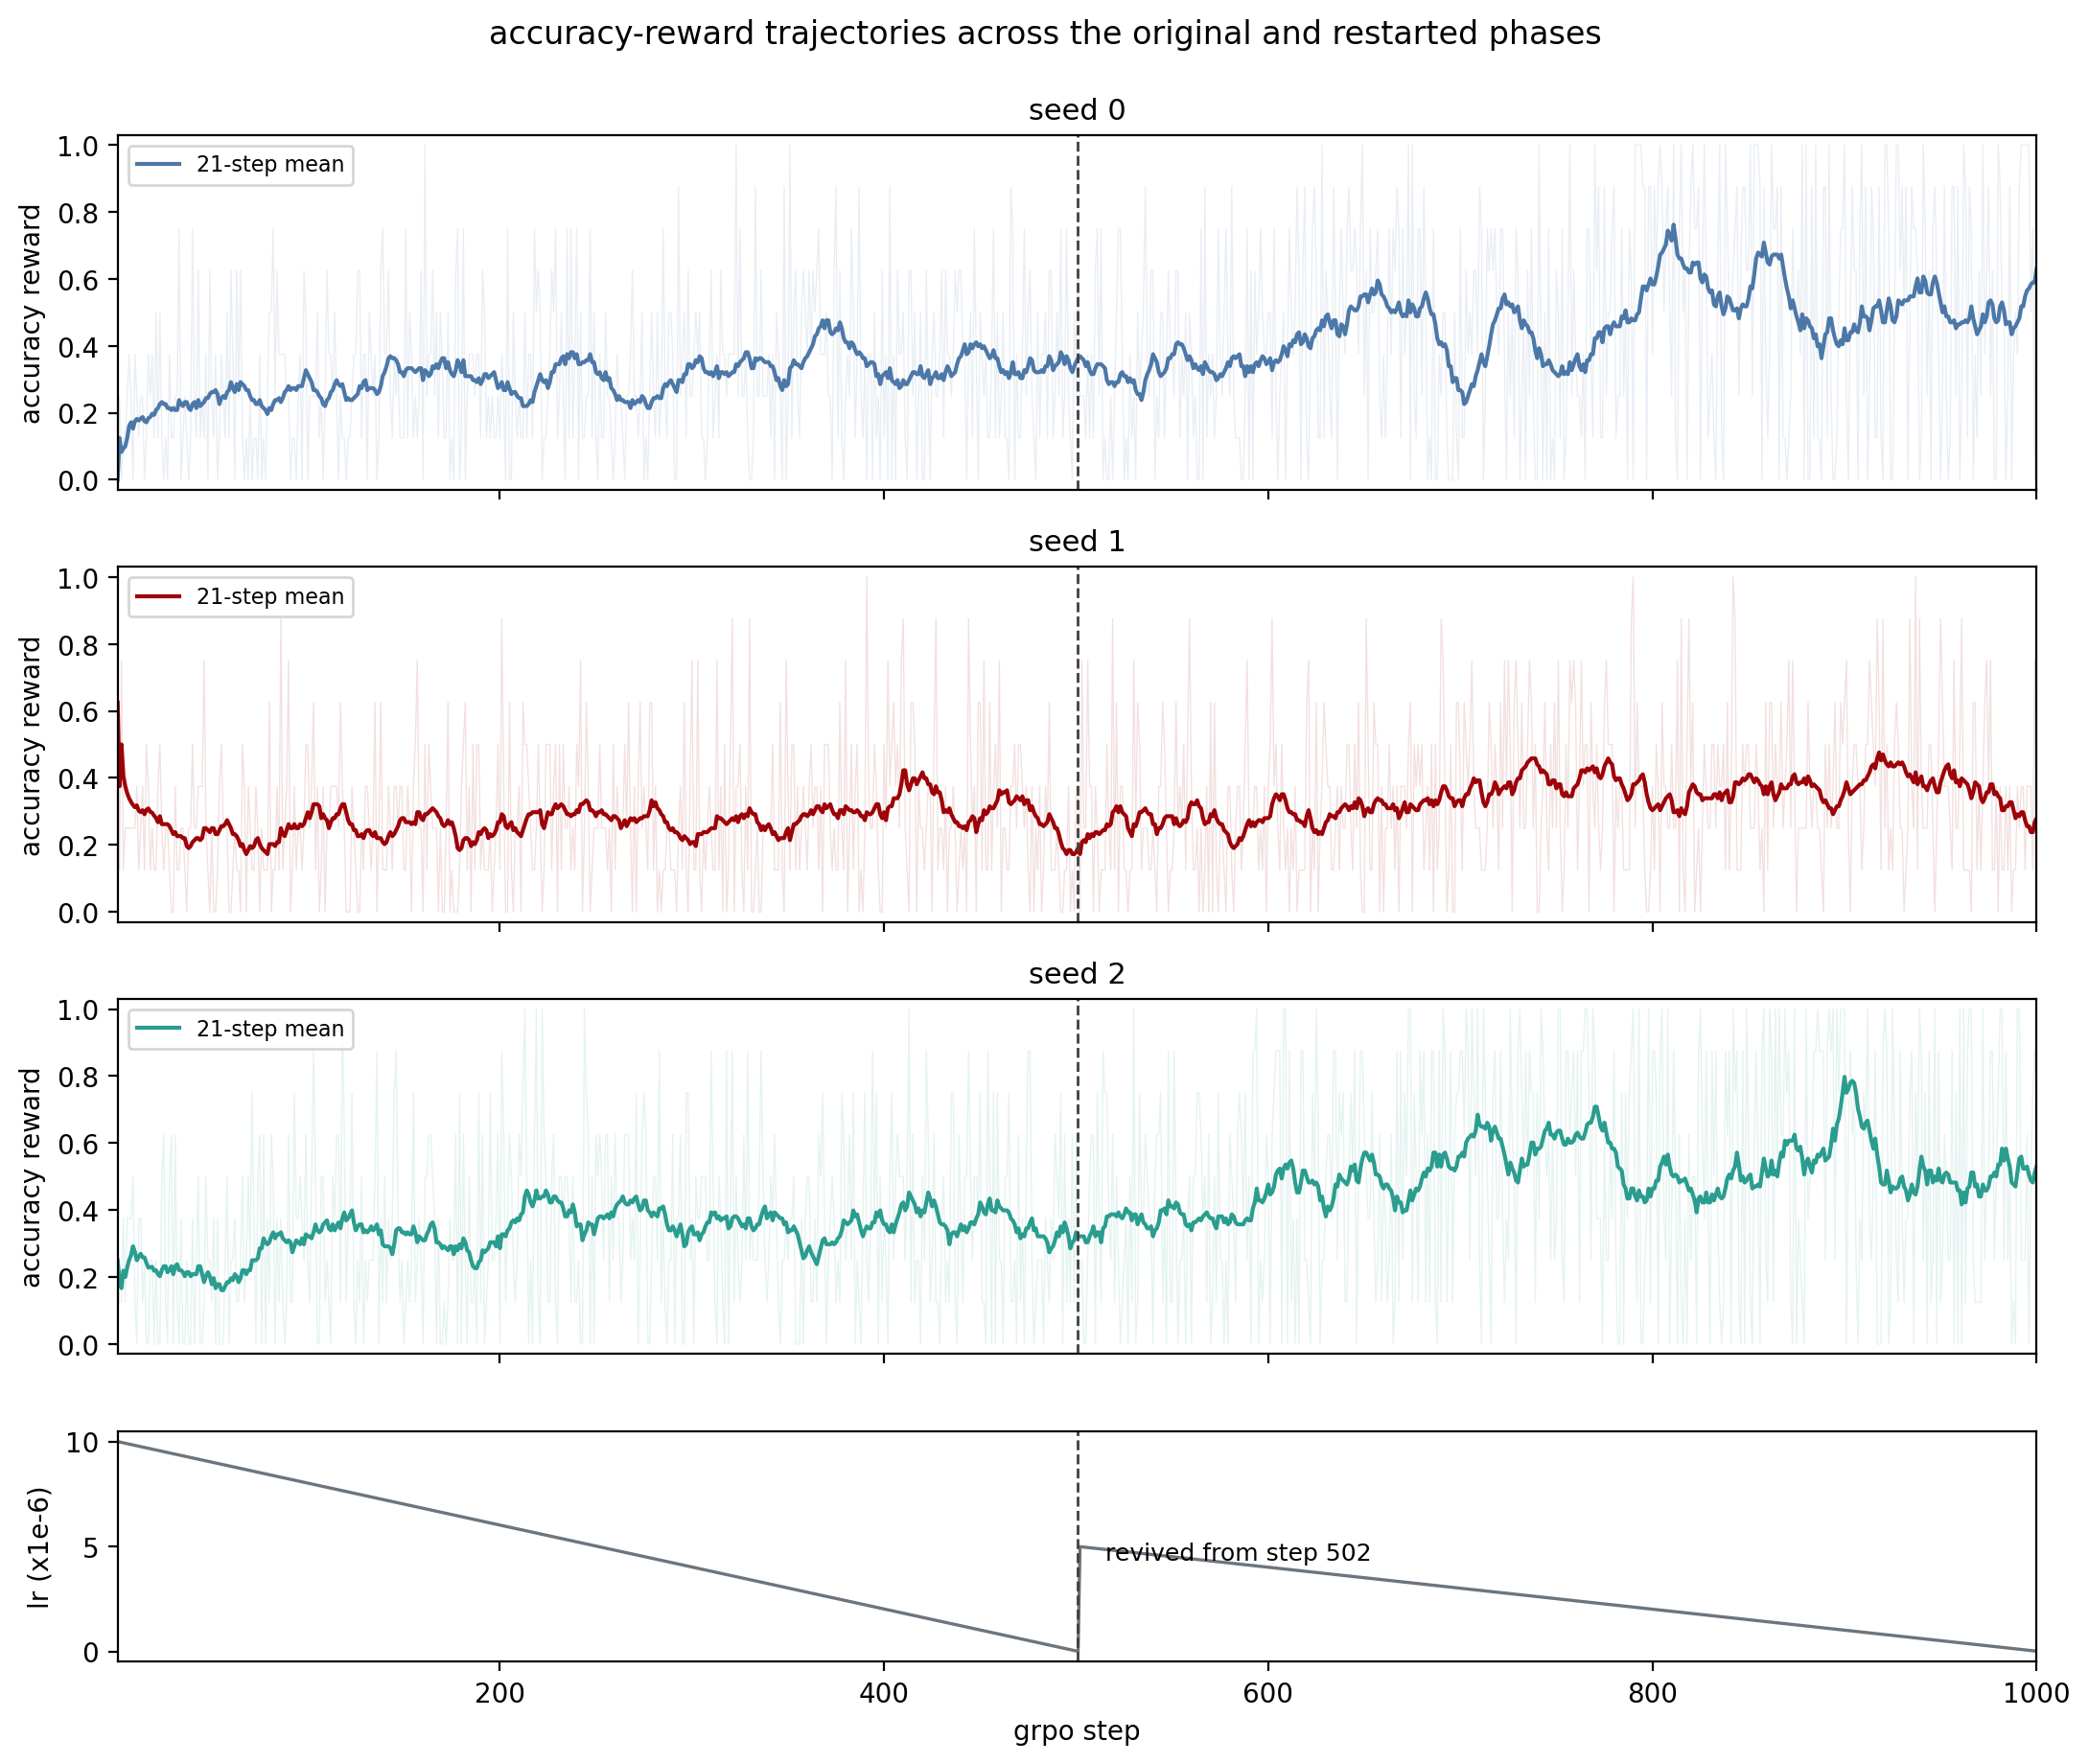 accuracy-reward trajectories across the original and restarted phases
seed 0
accuracy reward
1.0
0.8
0.6
0.4
0.2
0.0
21-step mean
seed 1
accuracy reward
1.0
0.8
0.6
0.4
0.2
0.0
21-step mean
seed 2
accuracy reward
1.0
0.8
0.6
0.4
0.2
0.0
21-step mean
lr (x1e-6)
10
5
0
revived from step 502
200
400
600
800
1000
grpo step